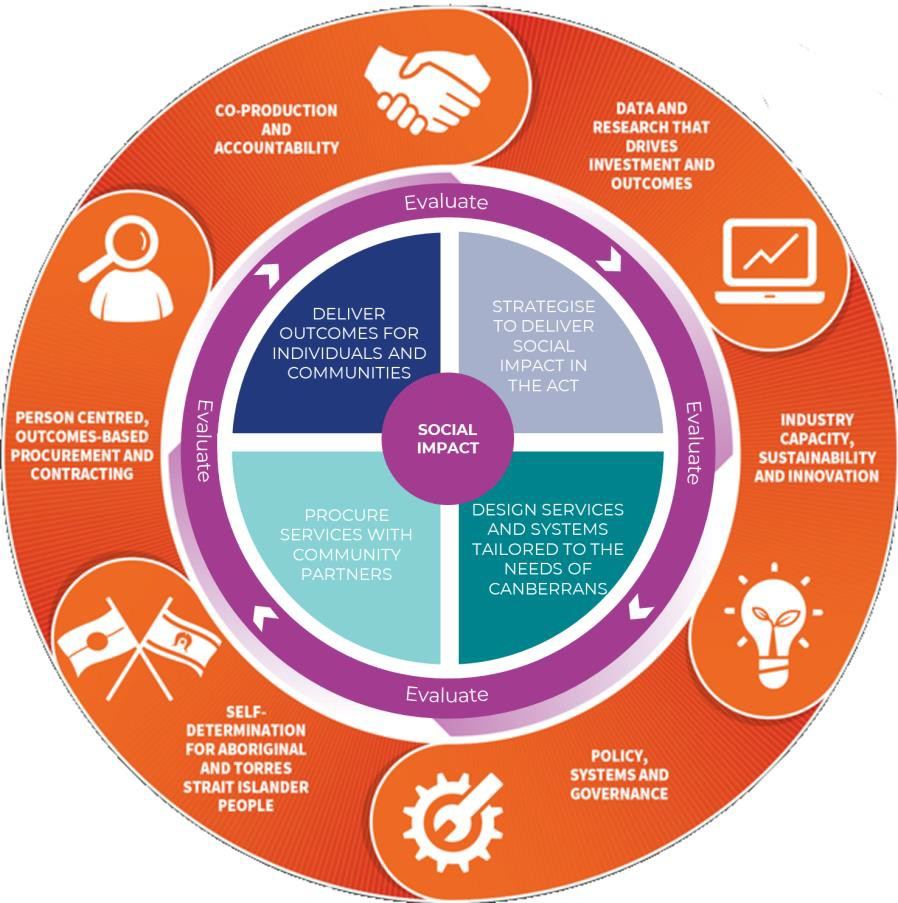 CO-PRODUCTION
AND
ACCOUNTABILITY
DATA AND
RESEARCH THAT
DRIVES
INVESTMENT AND
OUTCOMES
INDUSTRY
CAPACITY,
SUSTAINABILITY
AND INNOVATION
POLICY,
SYSTEMS AND
GOVERNANCE
SELF-
DETERMINATION
FOR ABORIGINAL
AND TORRES
STRAIT ISLANDER
PEOPLE
PERSON CENTRED,
OUTCOMES-BASED
PROCUREMENT AND
CONTRACTING
Evaluate
Evaluate
Evaluate
Evaluate
DELIVER
OUTCOMES FOR
INDIVIDUALS AND
COMMUNITIES
STRATEGISE
TO DELIVER
SOCIAL
IMPACT IN
THE ACT
SOCIAL
IMPACT
PROCURE
SERVICES WITH
COMMUNITY
PARTNERS
DESIGN SERVICES
AND SYSTEMS
TAILORED TO THE
NEEDS OF
CANBERRANS